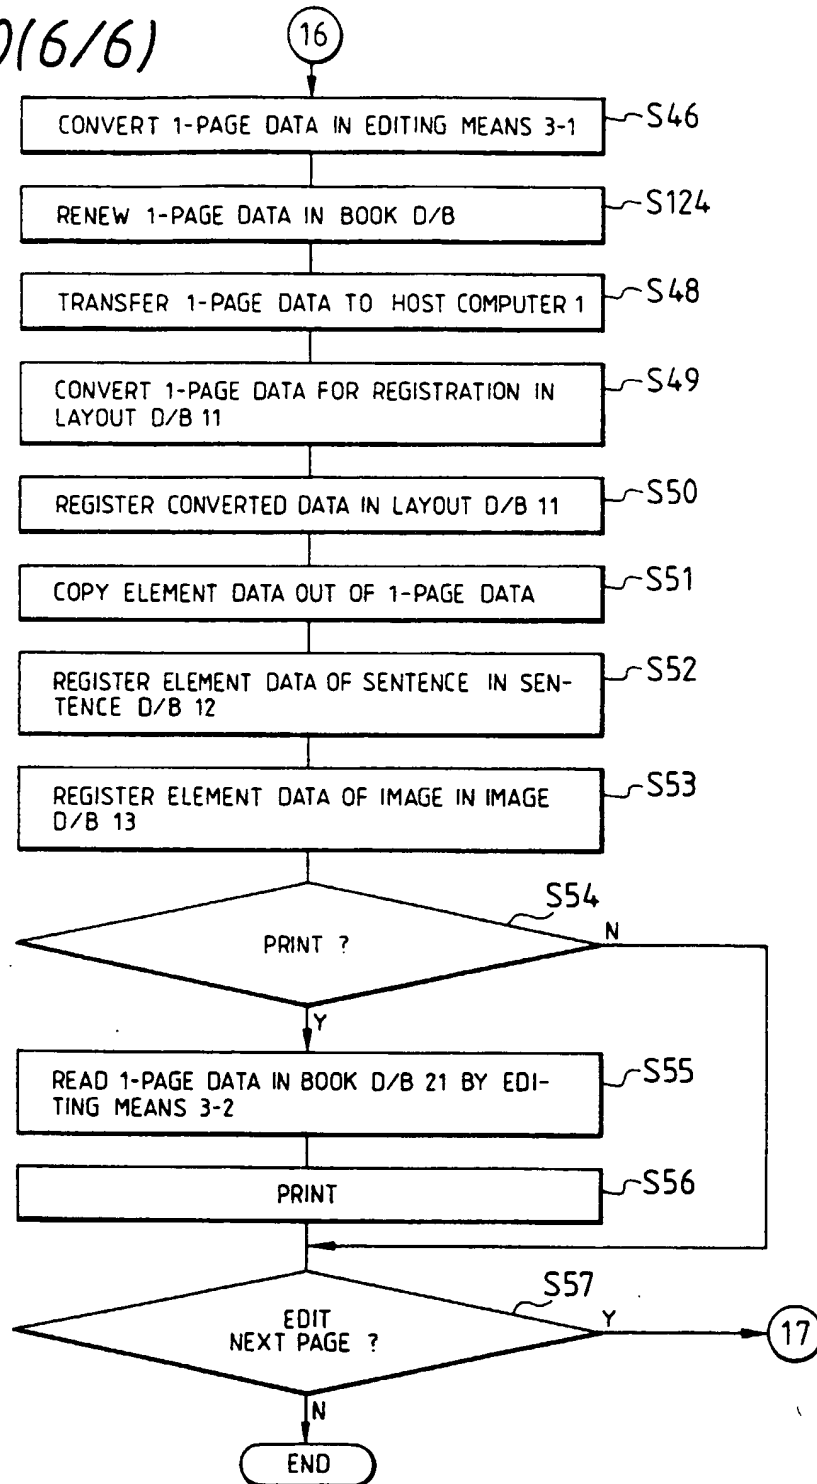 0(6/6)
16
CONVERT 1-PAGE DATA IN EDITING MEANS 3-1
S46
RENEW 1-PAGE DATA IN BOOK D/B
S124
TRANSFER 1-PAGE DATA TO HOST COMPUTER 1
S48
CONVERT 1-PAGE DATA FOR REGISTRATION IN
LAYOUT D/B 11
S49
REGISTER CONVERTED DATA IN LAYOUT D/B 11
S50
COPY ELEMENT DATA OUT OF 1-PAGE DATA
S51
REGISTER ELEMENT DATA OF SENTENCE IN SEN-
TENCE D/B 12
S52
REGISTER ELEMENT DATA OF IMAGE IN IMAGE
D/B 13
S53
S54
PRINT ?
N
Y
READ 1-PAGE DATA IN BOOK D/B 21 BY EDI-
TING MEANS 3-2
S55
PRINT
S56
S57
EDIT
NEXT PAGE ?
Y
17
N
END